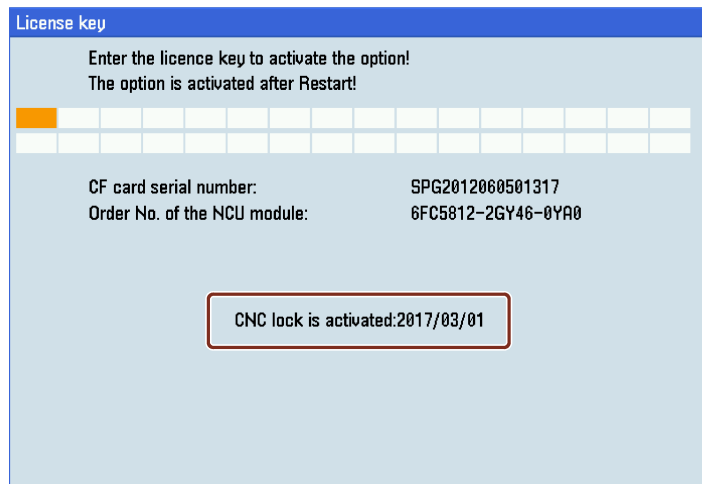 License key
Enter the licence key to activate the option!
The option is activated after Restart!
CF card serial number: SPG2012060501317
Order No. of the NCU module: 6FC5812-2GY46-0YA0
CNC lock is activated:2017/03/01